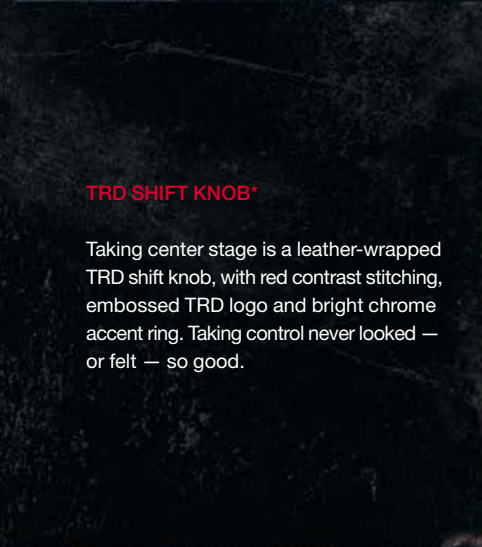 TRD SHIFT KNOB*
Taking center stage is a leather-wrapped
TRD shift knob, with red contrast stitching,
embossed TRD logo and bright chrome
accent ring. Taking control never looked —
or felt — so good.